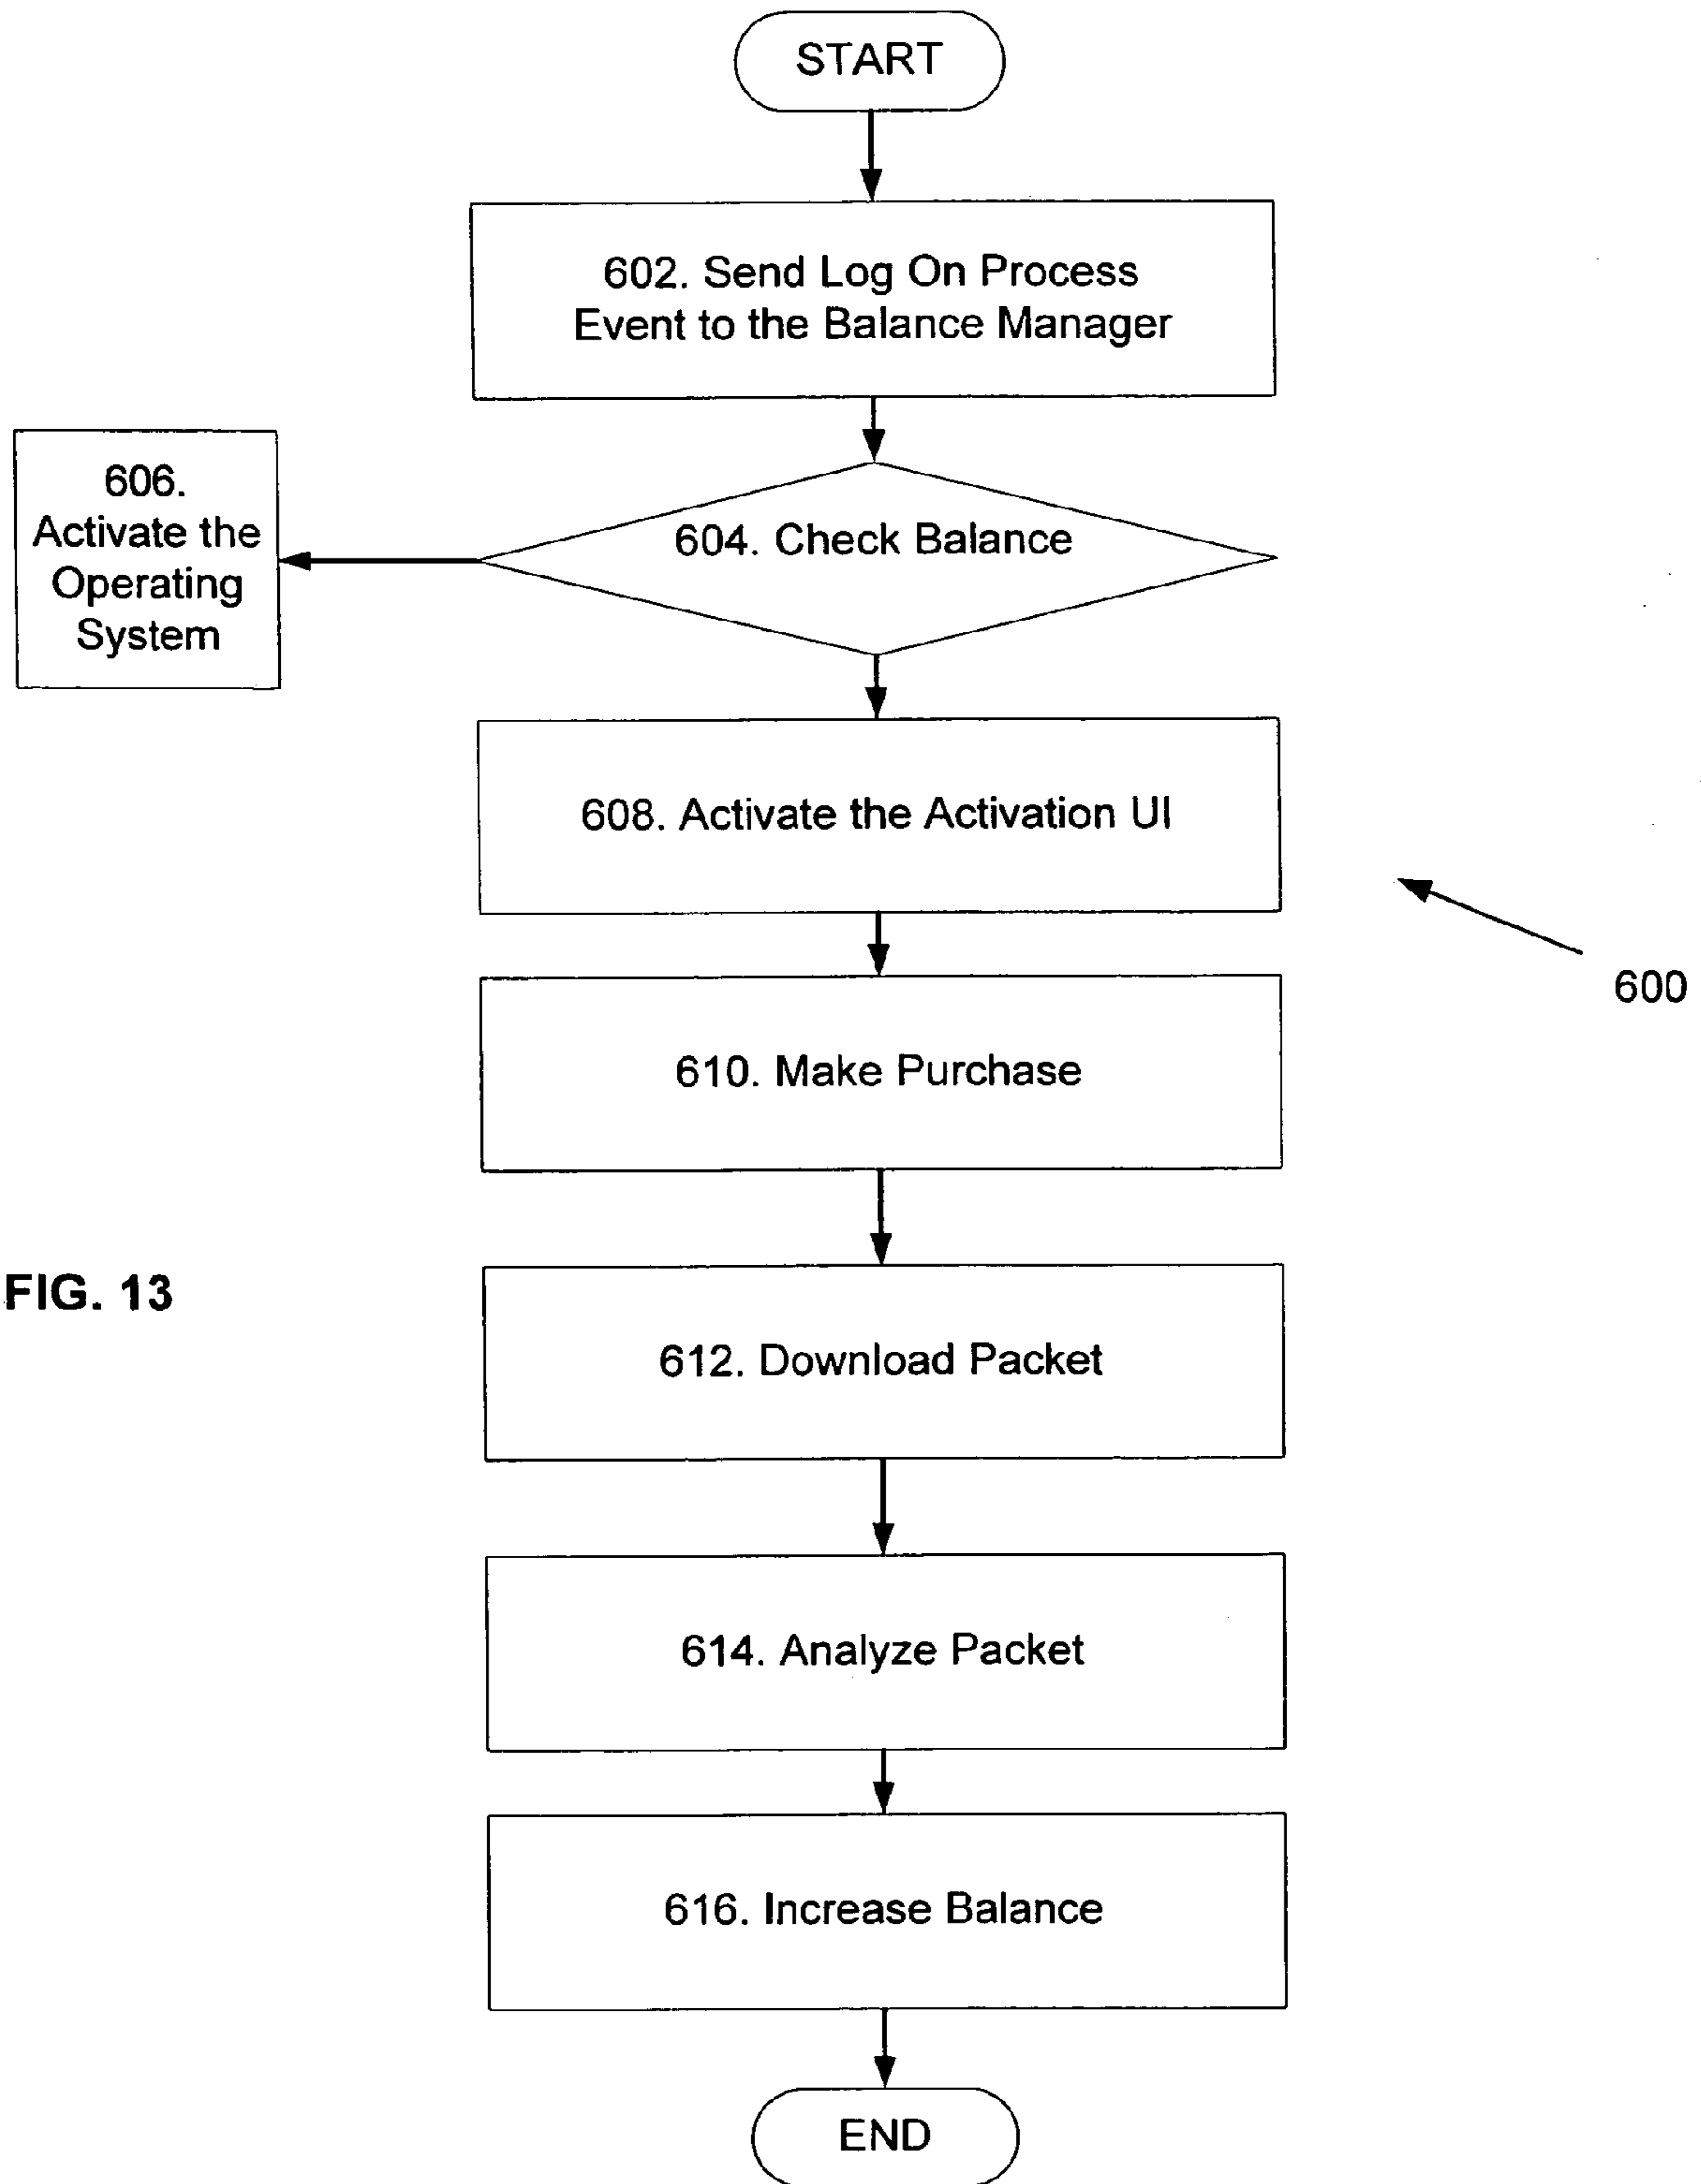 START
602. Send Log On Process
Event to the Balance Manager
604. Check Balance
606.
Activate the
Operating
System
608. Activate the Activation UI
600
610. Make Purchase
612. Download Packet
FIG. 13
614. Analyze Packet
616. Increase Balance
END